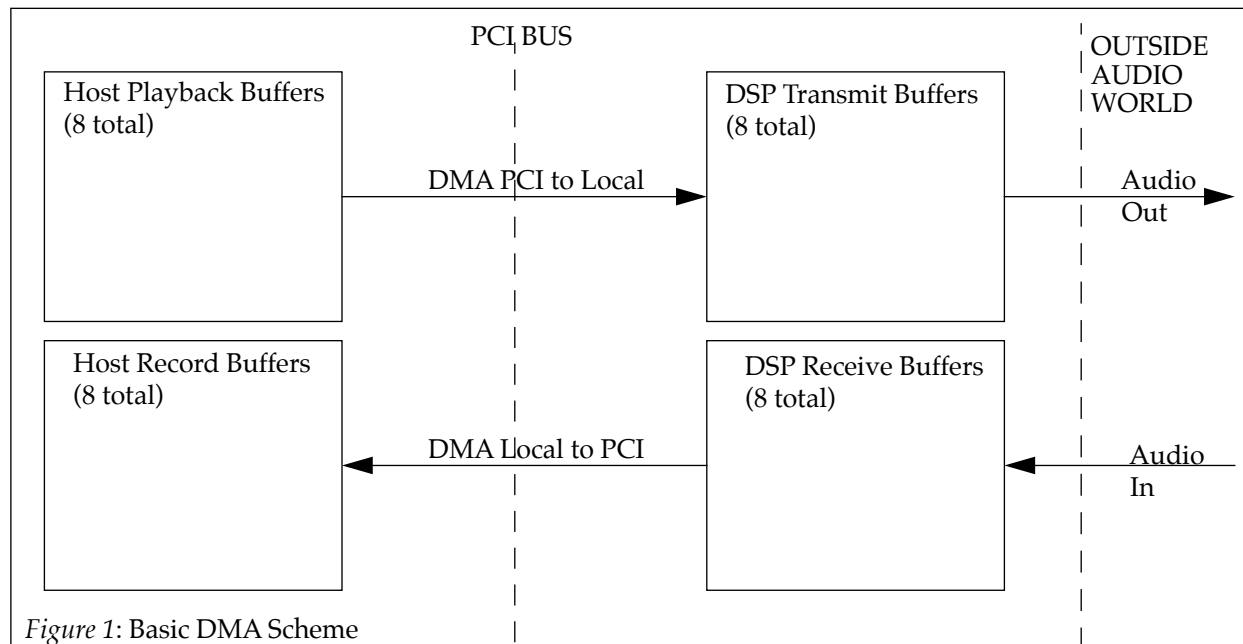 PCI BUS
OUTSIDE
AUDIO
WORLD
Host Playback Buffers
(8 total)
DSP Transmit Buffers
(8 total)
DMA PCI to Local
Audio
Out
Host Record Buffers
(8 total)
DSP Receive Buffers
(8 total)
DMA Local to PCI
Audio
In
Figure 1: Basic DMA Scheme